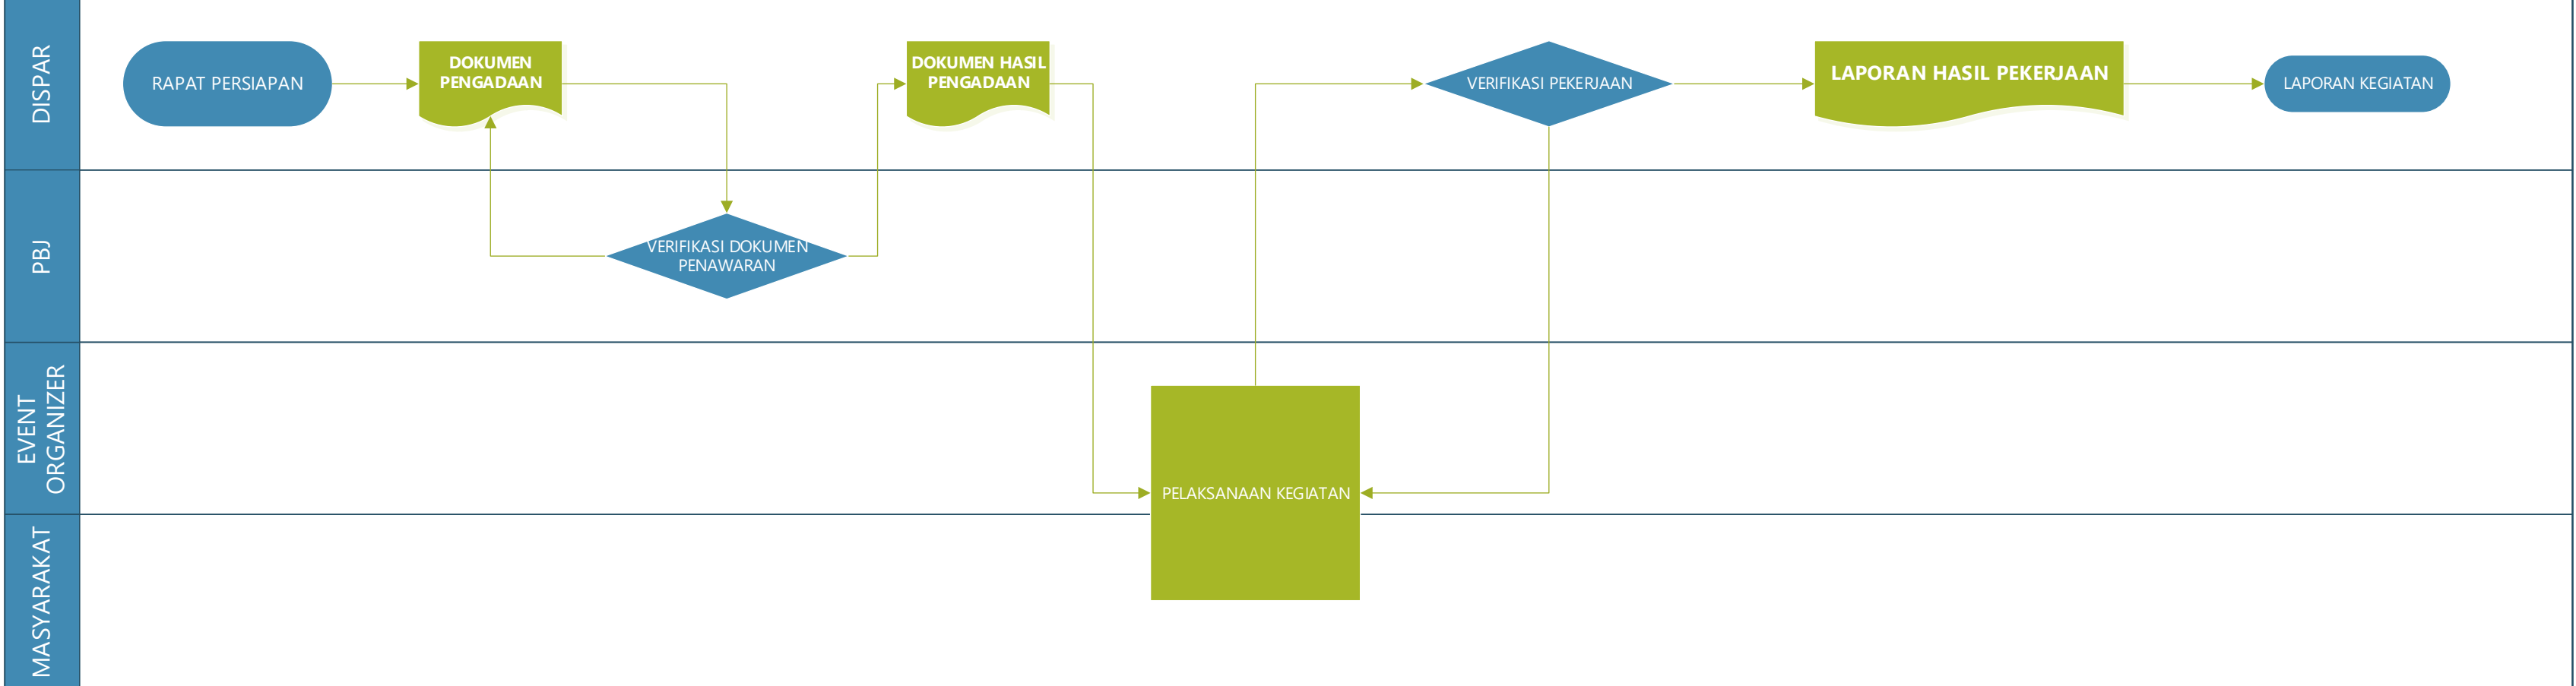 DISPAR
RAPAT PERSIAPAN
DOKUMEN
PENGADAAN
DOKUMEN HASIL
PENGADAAN
VERIFIKASI PEKERJAAN
LAPORAN HASIL PEKERJAAN
LAPORAN KEGIATAN
PBJ
VERIFIKASI DOKUMEN
PENAWARAN
EVENT
ORGANIZER
PELAKSANAAN KEGIATAN
MASYARAKAT